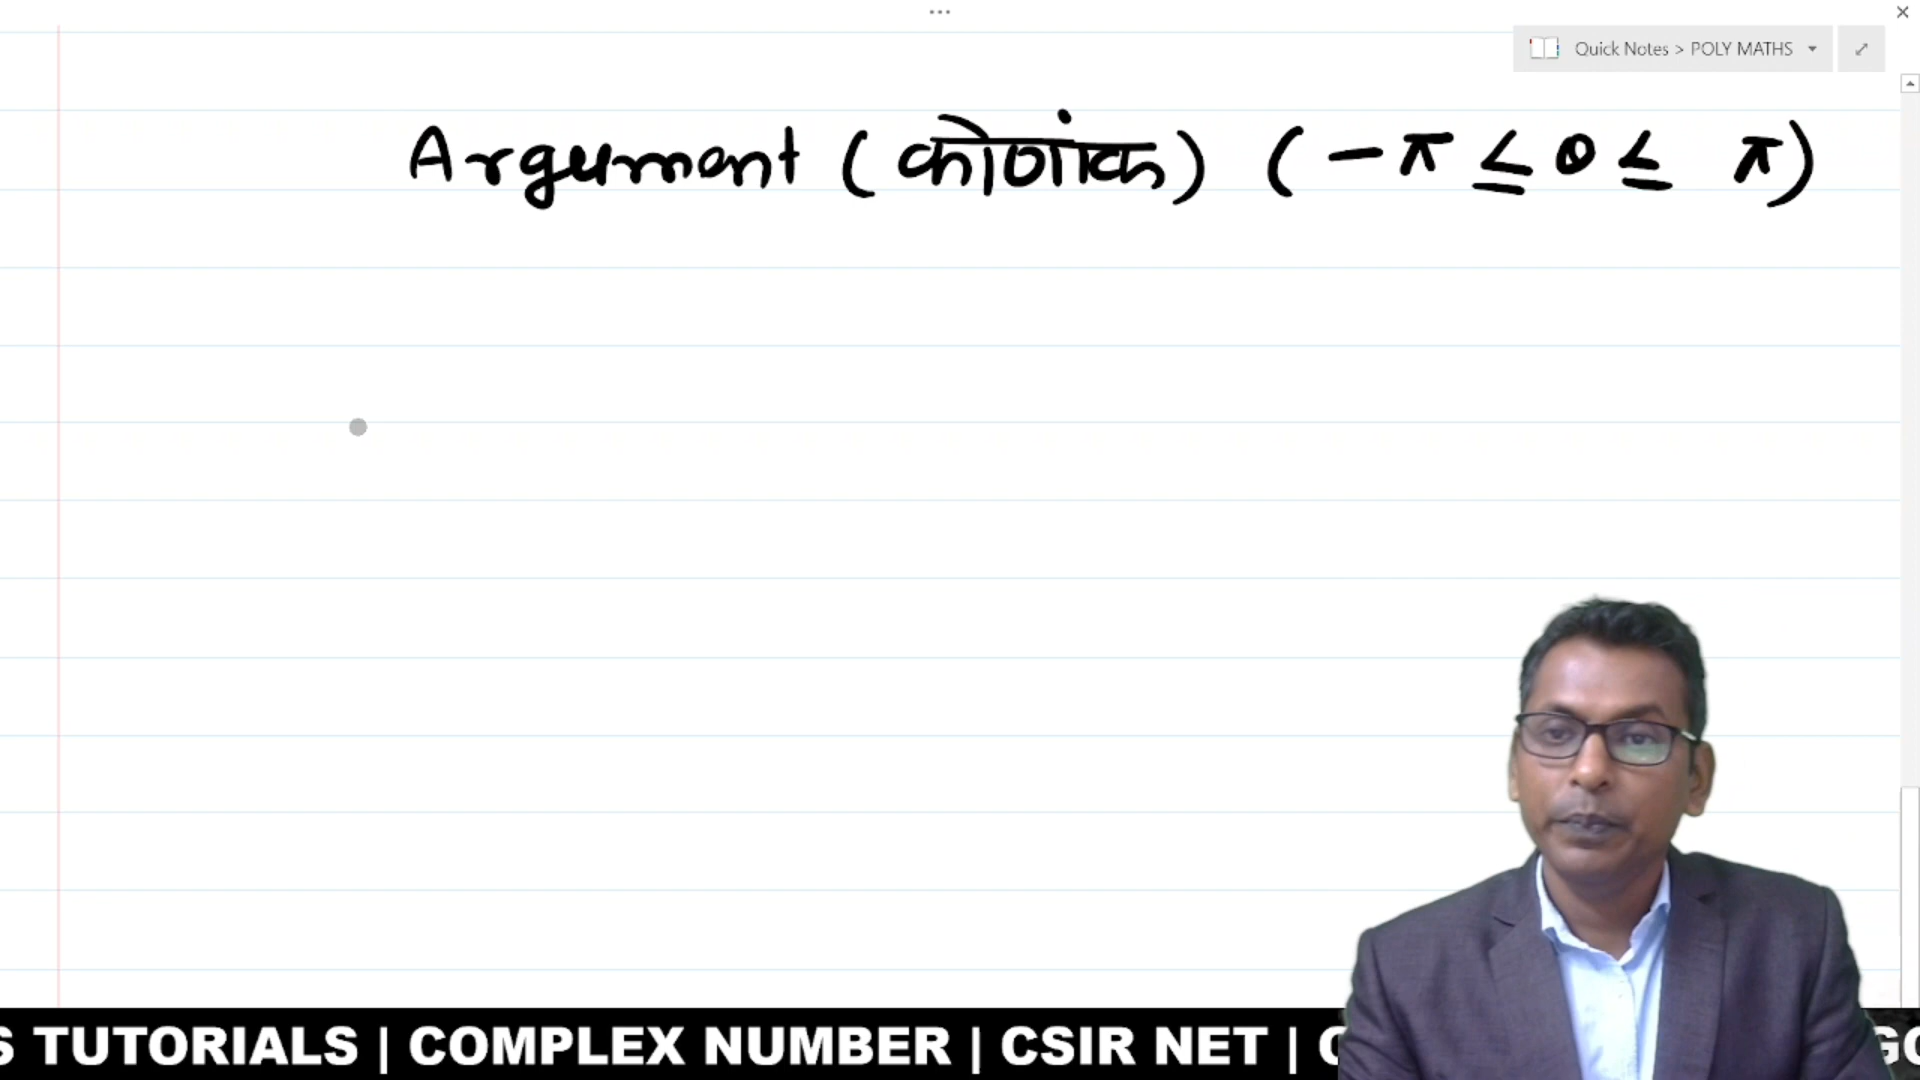 Quick Notes > POLY MATHS
Argument (कोणांक) (-π ≤ θ ≤ π)
S TUTORIALS | COMPLEX NUMBER | CSIR NET |